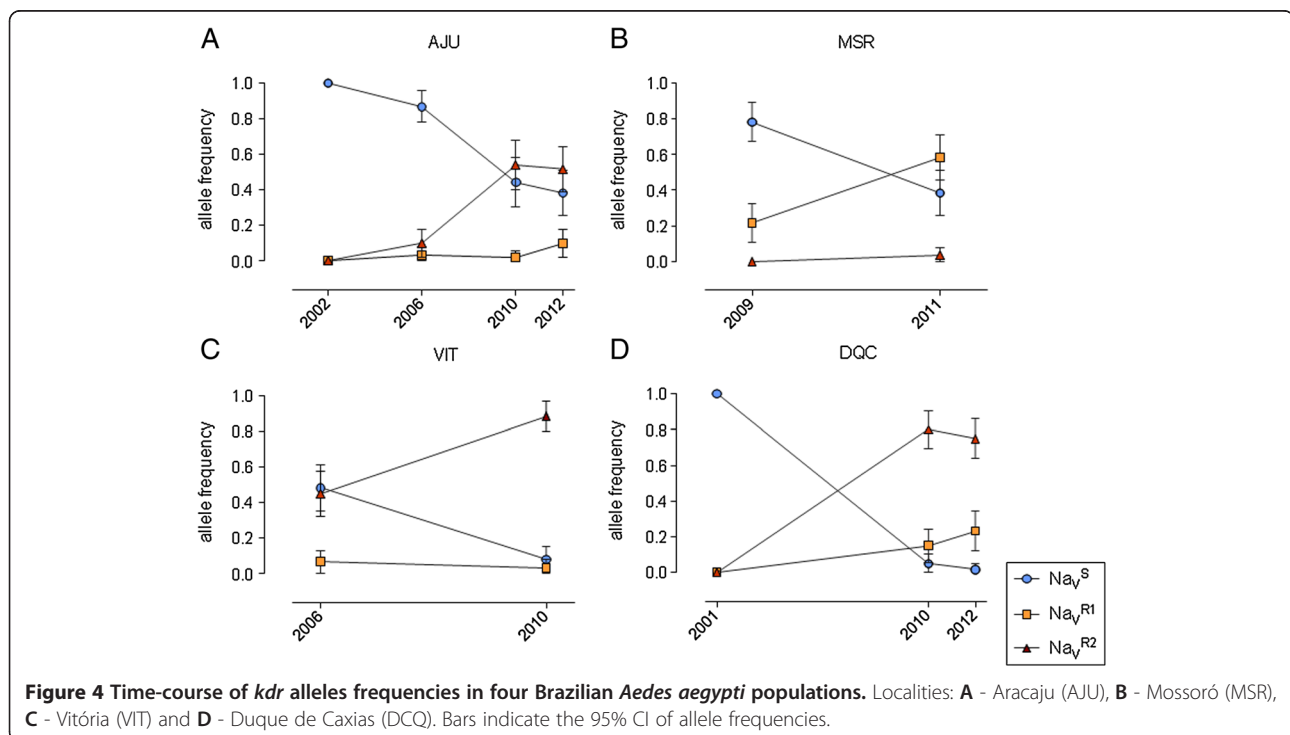 A
AJU
allele frequency
1.0
0.8
0.6
0.4
0.2
0.0
2002
2006
2010
2012
B
MSR
allele frequency
1.0
0.8
0.6
0.4
0.2
0.0
2009
2011
C
VIT
allele frequency
1.0
0.8
0.6
0.4
0.2
0.0
2006
2010
D
DQC
allele frequency
1.0
0.8
0.6
0.4
0.2
0.0
2001
2010
2012
NaVS
NaVR1
NaVR2
Figure 4 Time-course of kdr alleles frequencies in four Brazilian Aedes aegypti populations. Localities: A - Aracaju (AJU), B - Mossoró (MSR),
C - Vitória (VIT) and D - Duque de Caxias (DCQ). Bars indicate the 95% CI of allele frequencies.